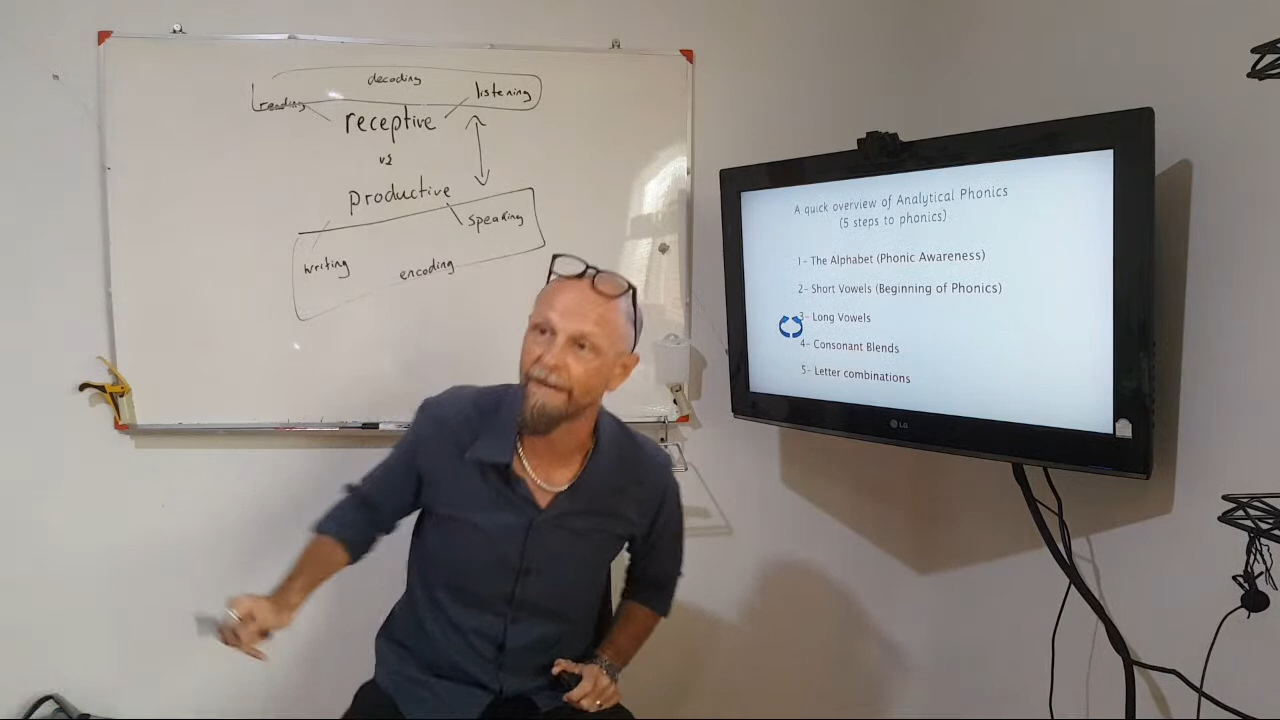 decoding
reading
listening
receptive
vs
productive
speaking
writing
encoding
A quick overview of Analytical Phonics
(5 steps to phonics)
1- The Alphabet (Phonic Awareness)
2- Short Vowels (Beginning of Phonics)
3- Long Vowels
4- Consonant Blends
5- Letter combinations
LG